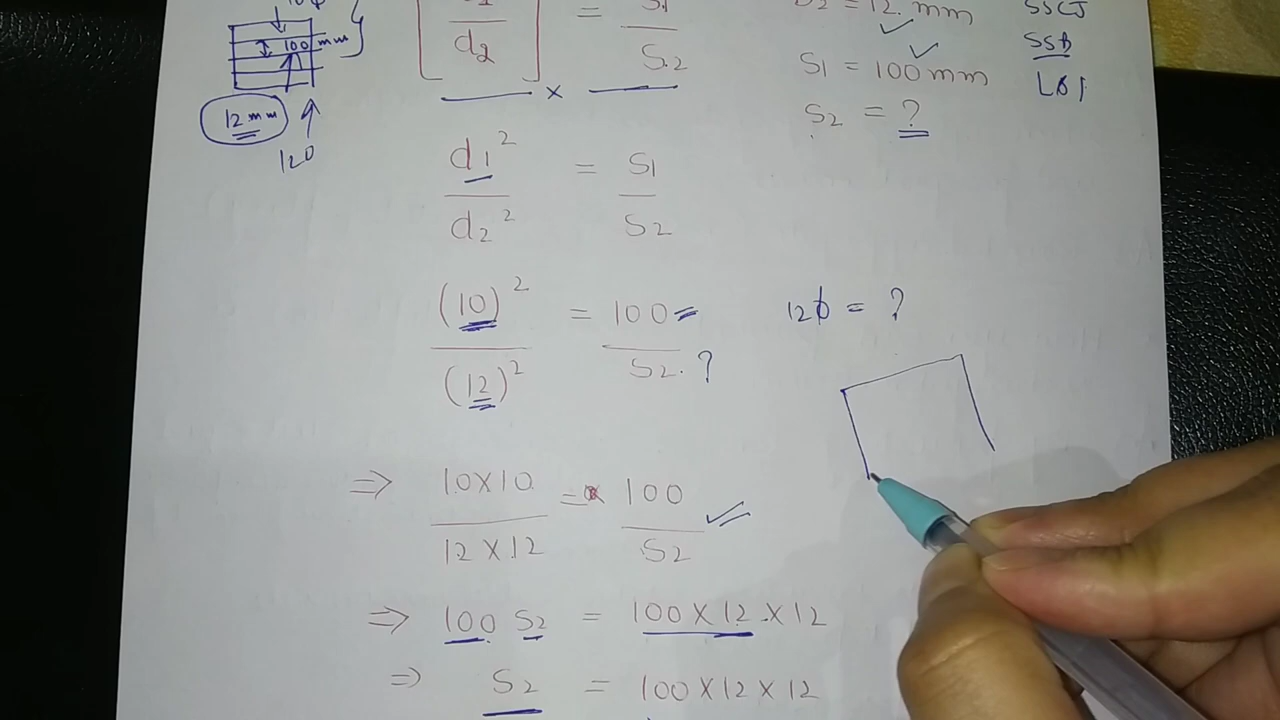 d2
=
S2
D2 = 12 mm
S1 = 100 mm
S2 = ?
SSCJ
SSB
100 mm
12 mm
120
×
d1² = S1
d2² S2
(10)² = 100
(12)² S2 ?
12ϕ = ?
⇒ 10×10 = 100
12×12 S2
⇒ 100 S2 = 100×12×12
⇒ S2 = 100×12×12